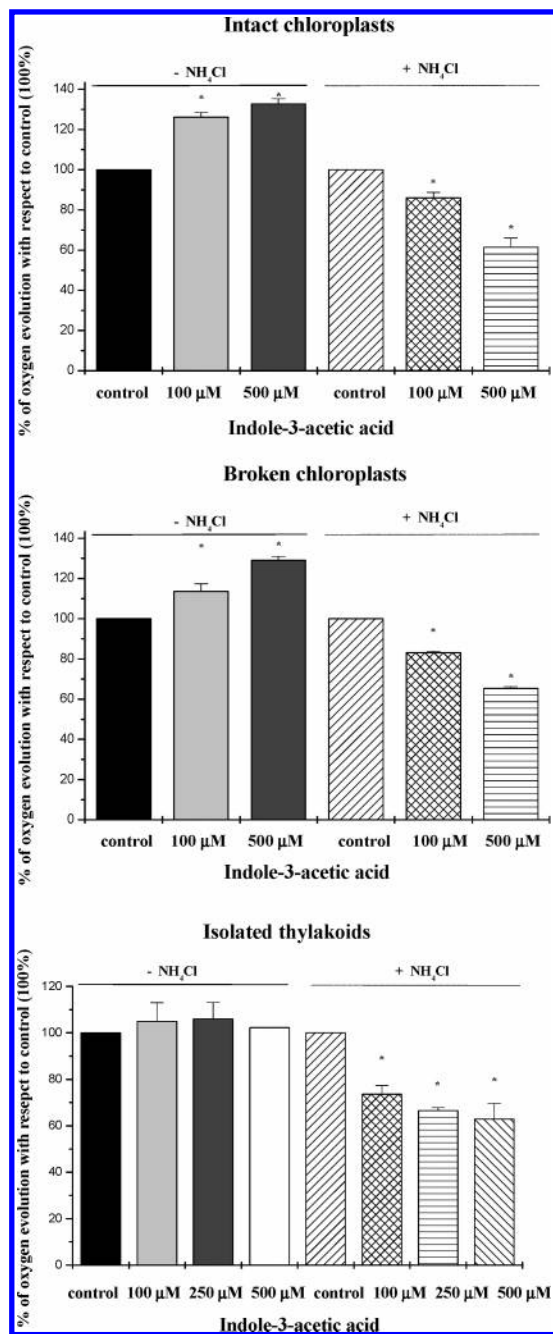 Intact chloroplasts
- NH4Cl + NH4Cl
% of oxygen evolution with respect to control (100%)
140
120
100
80
60
40
20
0
* * * *
control 100 μM 500 μM control 100 μM 500 μM
Indole-3-acetic acid
Broken chloroplasts
- NH4Cl + NH4Cl
% of oxygen evolution with respect to control (100%)
140
120
100
80
60
40
20
0
* * * *
control 100 μM 500 μM control 100 μM 500 μM
Indole-3-acetic acid
Isolated thylakoids
- NH4Cl + NH4Cl
% of oxygen evolution with resepct to control (100%)
120
100
80
60
40
20
0
* * *
control 100 μM 250 μM 500 μM control 100 μM 250 μM 500 μM
Indole-3-acetic acid